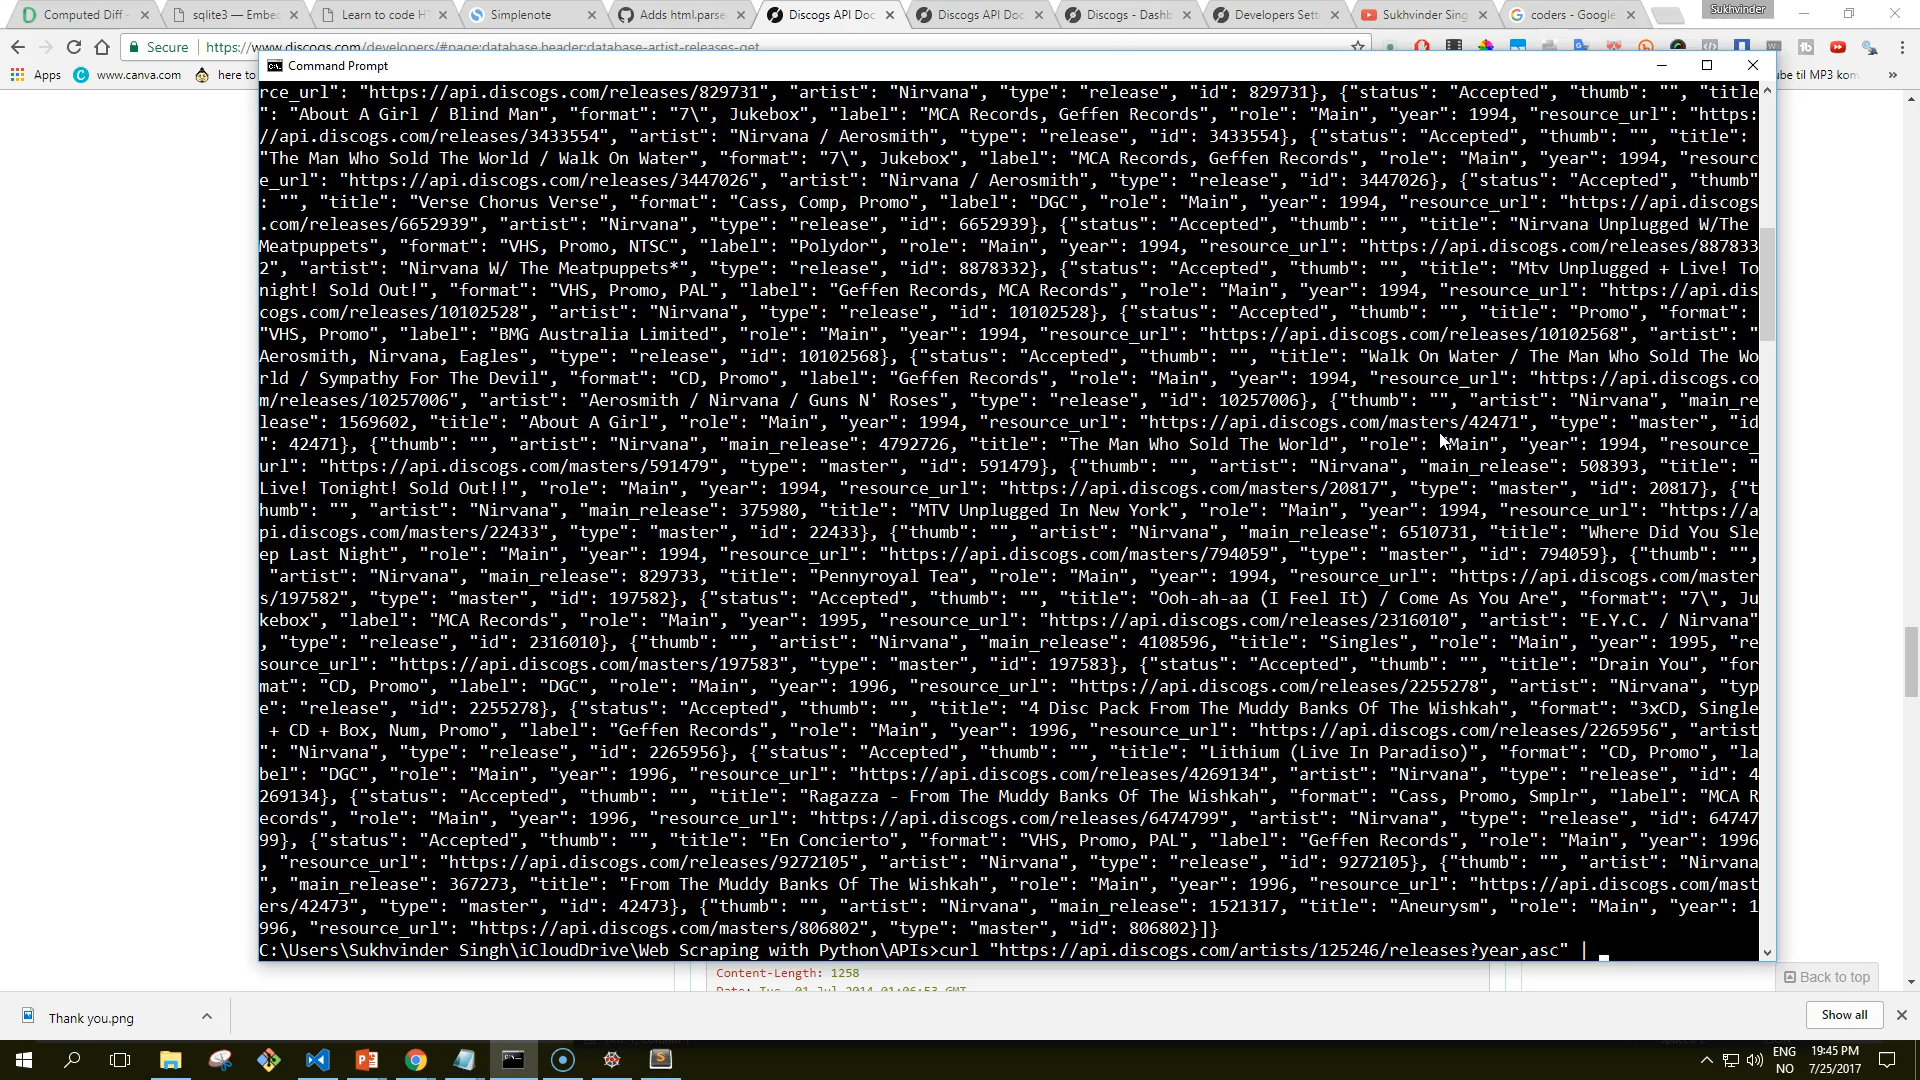 Computed Diff -
sqlite3 — Embed
Learn to code H
Simplenote
Adds html.parse
Discogs API Doc
Discogs API Doc
Discogs - Dashb
Developers Sett
Sukhvinder Sing
coders - Google
Sukhvinder
Secure
https://www.discogs.com/developers/#page:database,header:database-artist-releases-get
Apps
www.canva.com
here to
be til MP3 kon
Command Prompt
rce_url": "https://api.discogs.com/releases/829731", "artist": "Nirvana", "type": "release", "id": 829731}, {"status": "Accepted", "thumb": "", "title
": "About A Girl / Blind Man", "format": "7\", Jukebox", "label": "MCA Records, Geffen Records", "role": "Main", "year": 1994, "resource_url": "https:
//api.discogs.com/releases/3433554", "artist": "Nirvana / Aerosmith", "type": "release", "id": 3433554}, {"status": "Accepted", "thumb": "", "title":
"The Man Who Sold The World / Walk On Water", "format": "7\", Jukebox", "label": "MCA Records, Geffen Records", "role": "Main", "year": 1994, "resourc
e_url": "https://api.discogs.com/releases/3447026", "artist": "Nirvana / Aerosmith", "type": "release", "id": 3447026}, {"status": "Accepted", "thumb"
: "", "title": "Verse Chorus Verse", "format": "Cass, Comp, Promo", "label": "DGC", "role": "Main", "year": 1994, "resource_url": "https://api.discogs
.com/releases/6652939", "artist": "Nirvana", "type": "release", "id": 6652939}, {"status": "Accepted", "thumb": "", "title": "Nirvana Unplugged W/The
Meatpuppets", "format": "VHS, Promo, NTSC", "label": "Polydor", "role": "Main", "year": 1994, "resource_url": "https://api.discogs.com/releases/887833
2", "artist": "Nirvana W/ The Meatpuppets*", "type": "release", "id": 8878332}, {"status": "Accepted", "thumb": "", "title": "Mtv Unplugged + Live! To
night! Sold Out!", "format": "VHS, Promo, PAL", "label": "Geffen Records, MCA Records", "role": "Main", "year": 1994, "resource_url": "https://api.dis
cogs.com/releases/10102528", "artist": "Nirvana", "type": "release", "id": 10102528}, {"status": "Accepted", "thumb": "", "title": "Promo", "format":
"VHS, Promo", "label": "BMG Australia Limited", "role": "Main", "year": 1994, "resource_url": "https://api.discogs.com/releases/10102568", "artist": "
Aerosmith, Nirvana, Eagles", "type": "release", "id": 10102568}, {"status": "Accepted", "thumb": "", "title": "Walk On Water / The Man Who Sold The Wo
rld / Sympathy For The Devil", "format": "CD, Promo", "label": "Geffen Records", "role": "Main", "year": 1994, "resource_url": "https://api.discogs.co
m/releases/10257006", "artist": "Aerosmith / Nirvana / Guns N' Roses", "type": "release", "id": 10257006}, {"thumb": "", "artist": "Nirvana", "main_re
lease": 1569602, "title": "About A Girl", "role": "Main", "year": 1994, "resource_url": "https://api.discogs.com/masters/42471", "type": "master", "id
": 42471}, {"thumb": "", "artist": "Nirvana", "main_release": 4792726, "title": "The Man Who Sold The World", "role": "Main", "year": 1994, "resource_
url": "https://api.discogs.com/masters/591479", "type": "master", "id": 591479}, {"thumb": "", "artist": "Nirvana", "main_release": 508393, "title": "
Live! Tonight! Sold Out!!", "role": "Main", "year": 1994, "resource_url": "https://api.discogs.com/masters/20817", "type": "master", "id": 20817}, {"t
humb": "", "artist": "Nirvana", "main_release": 375980, "title": "MTV Unplugged In New York", "role": "Main", "year": 1994, "resource_url": "https://a
pi.discogs.com/masters/22433", "type": "master", "id": 22433}, {"thumb": "", "artist": "Nirvana", "main_release": 6510731, "title": "Where Did You Sle
ep Last Night", "role": "Main", "year": 1994, "resource_url": "https://api.discogs.com/masters/794059", "type": "master", "id": 794059}, {"thumb": "",
"artist": "Nirvana", "main_release": 829733, "title": "Pennyroyal Tea", "role": "Main", "year": 1994, "resource_url": "https://api.discogs.com/master
s/197582", "type": "master", "id": 197582}, {"status": "Accepted", "thumb": "", "title": "Ooh-ah-aa (I Feel It) / Come As You Are", "format": "7\", Ju
kebox", "label": "MCA Records", "role": "Main", "year": 1995, "resource_url": "https://api.discogs.com/releases/2316010", "artist": "E.Y.C. / Nirvana"
, "type": "release", "id": 2316010}, {"thumb": "", "artist": "Nirvana", "main_release": 4108596, "title": "Singles", "role": "Main", "year": 1995, "re
source_url": "https://api.discogs.com/masters/197583", "type": "master", "id": 197583}, {"status": "Accepted", "thumb": "", "title": "Drain You", "for
mat": "CD, Promo", "label": "DGC", "role": "Main", "year": 1996, "resource_url": "https://api.discogs.com/releases/2255278", "artist": "Nirvana", "typ
e": "release", "id": 2255278}, {"status": "Accepted", "thumb": "", "title": "4 Disc Pack From The Muddy Banks Of The Wishkah", "format": "3xCD, Single
+ CD + Box, Num, Promo", "label": "Geffen Records", "role": "Main", "year": 1996, "resource_url": "https://api.discogs.com/releases/2265956", "artist
": "Nirvana", "type": "release", "id": 2265956}, {"status": "Accepted", "thumb": "", "title": "Lithium (Live In Paradiso)", "format": "CD, Promo", "la
bel": "DGC", "role": "Main", "year": 1996, "resource_url": "https://api.discogs.com/releases/4269134", "artist": "Nirvana", "type": "release", "id": 4
269134}, {"status": "Accepted", "thumb": "", "title": "Ragazza - From The Muddy Banks Of The Wishkah", "format": "Cass, Promo, Smplr", "label": "MCA R
ecords", "role": "Main", "year": 1996, "resource_url": "https://api.discogs.com/releases/6474799", "artist": "Nirvana", "type": "release", "id": 64747
99}, {"status": "Accepted", "thumb": "", "title": "En Concierto", "format": "VHS, Promo, PAL", "label": "Geffen Records", "role": "Main", "year": 1996
, "resource_url": "https://api.discogs.com/releases/9272105", "artist": "Nirvana", "type": "release", "id": 9272105}, {"thumb": "", "artist": "Nirvana
", "main_release": 367273, "title": "From The Muddy Banks Of The Wishkah", "role": "Main", "year": 1996, "resource_url": "https://api.discogs.com/mast
ers/42473", "type": "master", "id": 42473}, {"thumb": "", "artist": "Nirvana", "main_release": 1521317, "title": "Aneurysm", "role": "Main", "year": 1
996, "resource_url": "https://api.discogs.com/masters/806802", "type": "master", "id": 806802}]}
C:\Users\Sukhvinder Singh\iCloudDrive\Web Scraping with Python\APIs>curl "https://api.discogs.com/artists/125246/releases?year,asc" |
Content-Length: 1258
Date: Tue, 01 Jul 2014 01:06:53 GMT
Back to top
Thank you.png
Show all
ENG
NO
19:45 PM
7/25/2017